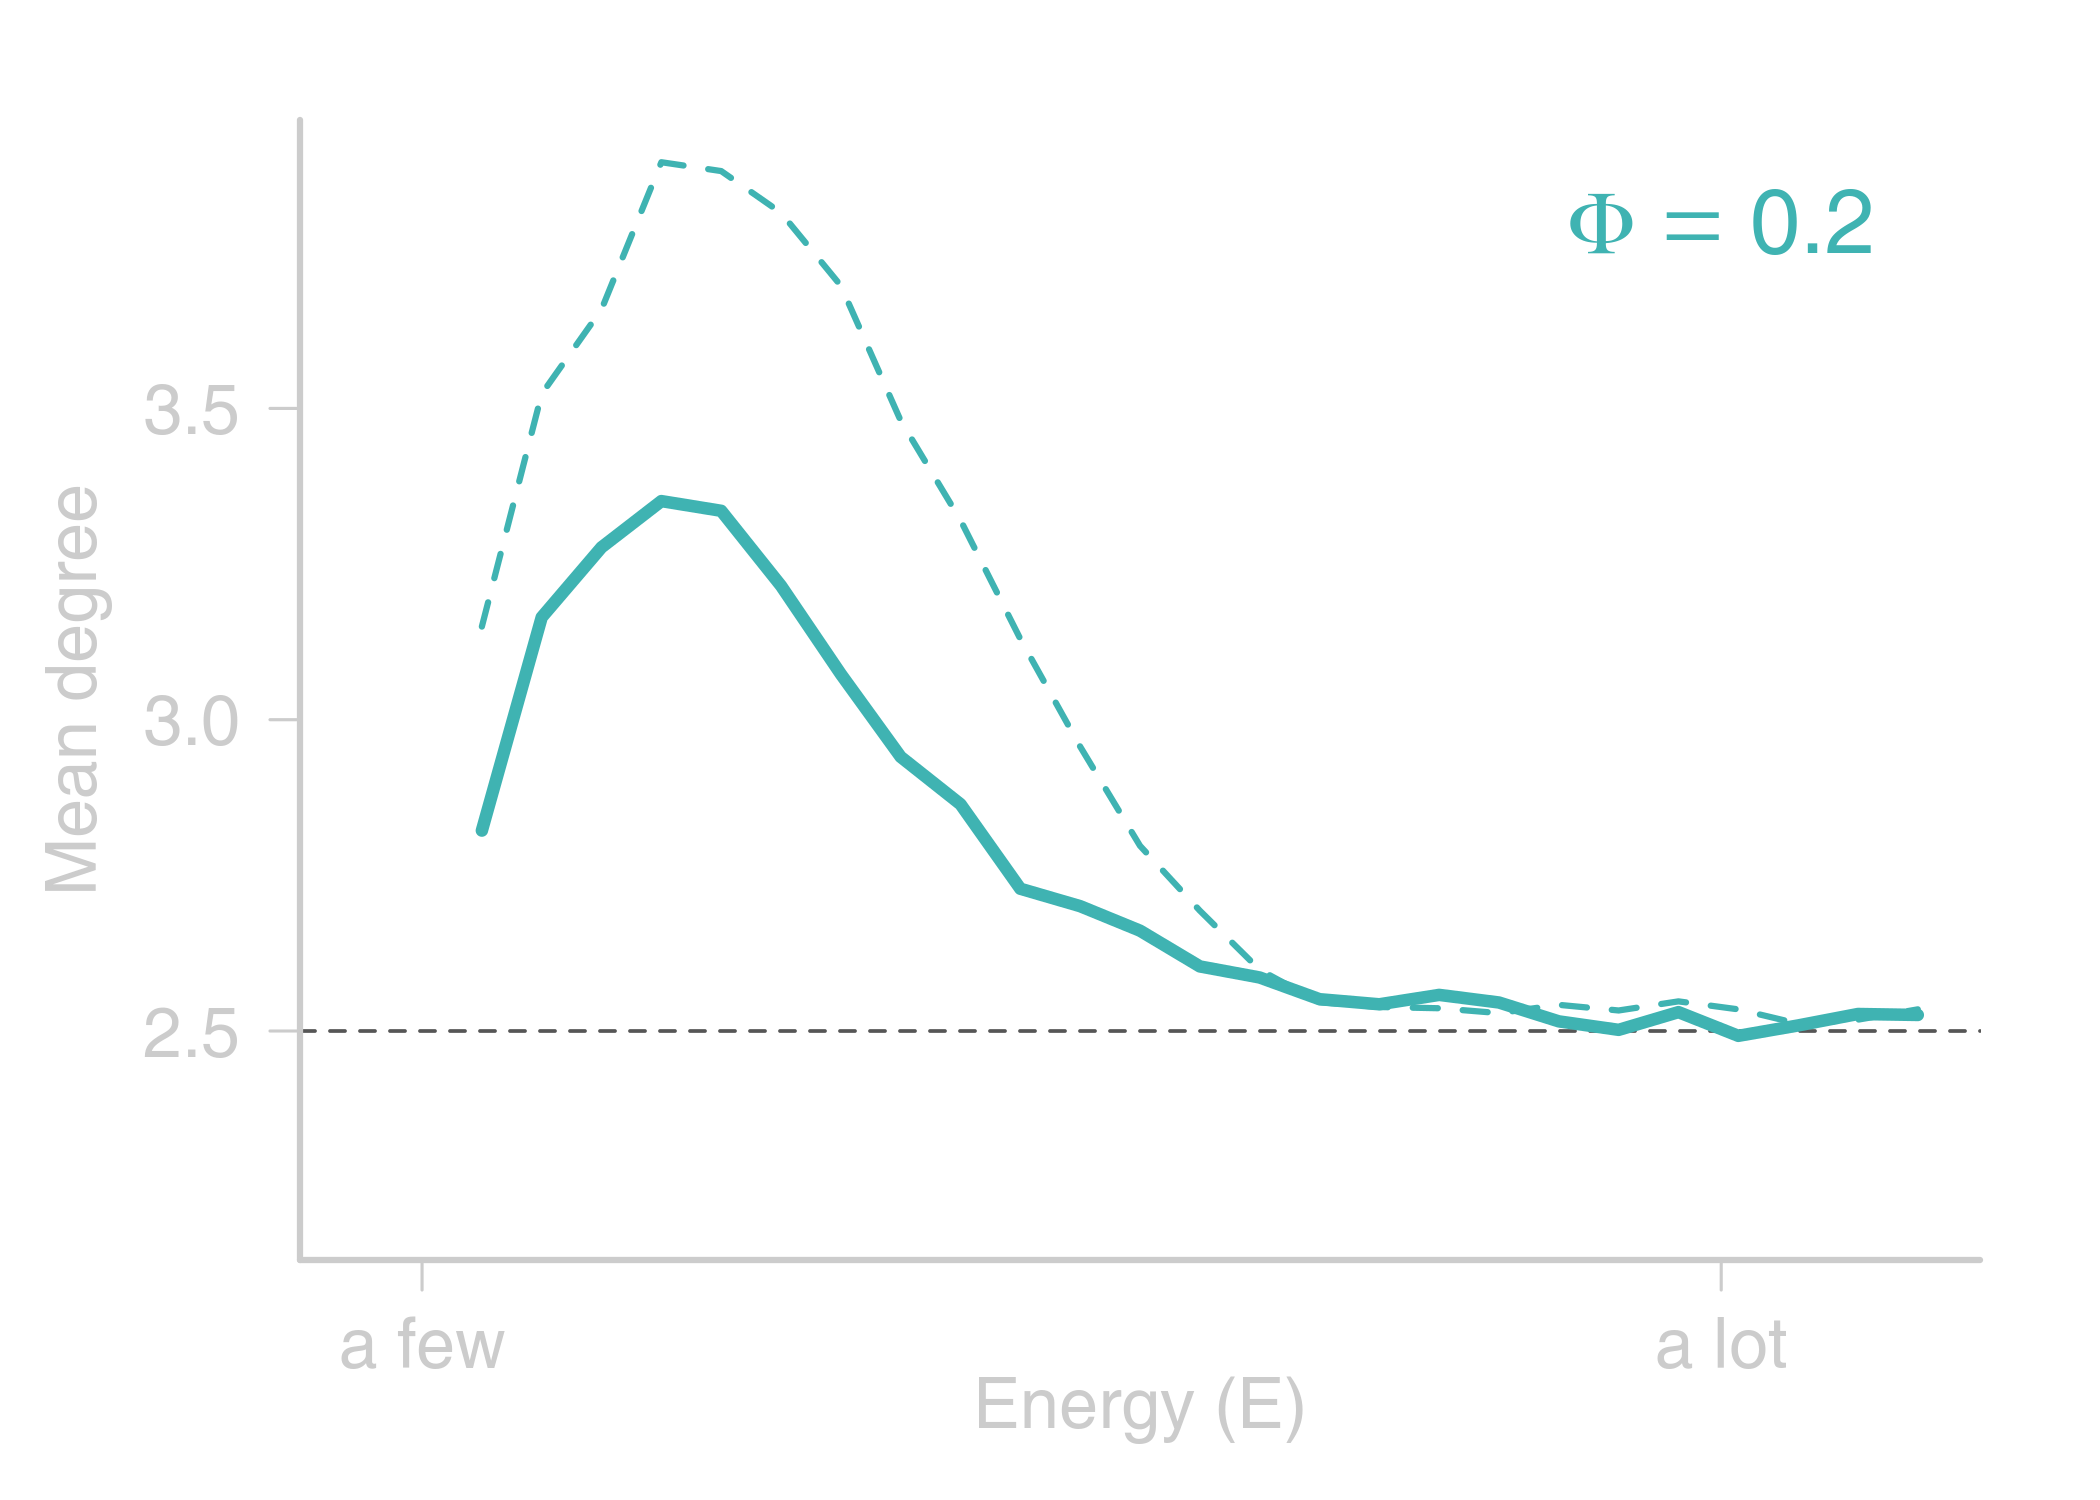 Φ = 0.2
3.5
3.0
2.5
Mean degree
a few
a lot
Energy (E)